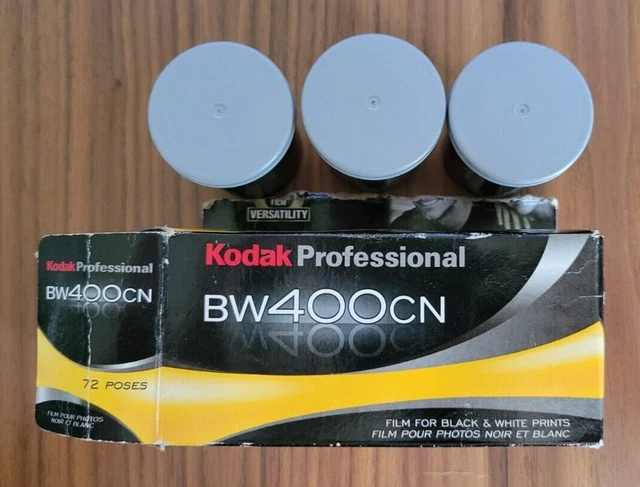 FILM
VERSATILITY
Kodak Professional
BW400CN
72 POSES
FILM POUR PHOTOS
NOIR ET BLANC
Kodak Professional
BW400CN
FILM FOR BLACK & WHITE PRINTS
FILM POUR PHOTOS NOIR ET BLANC